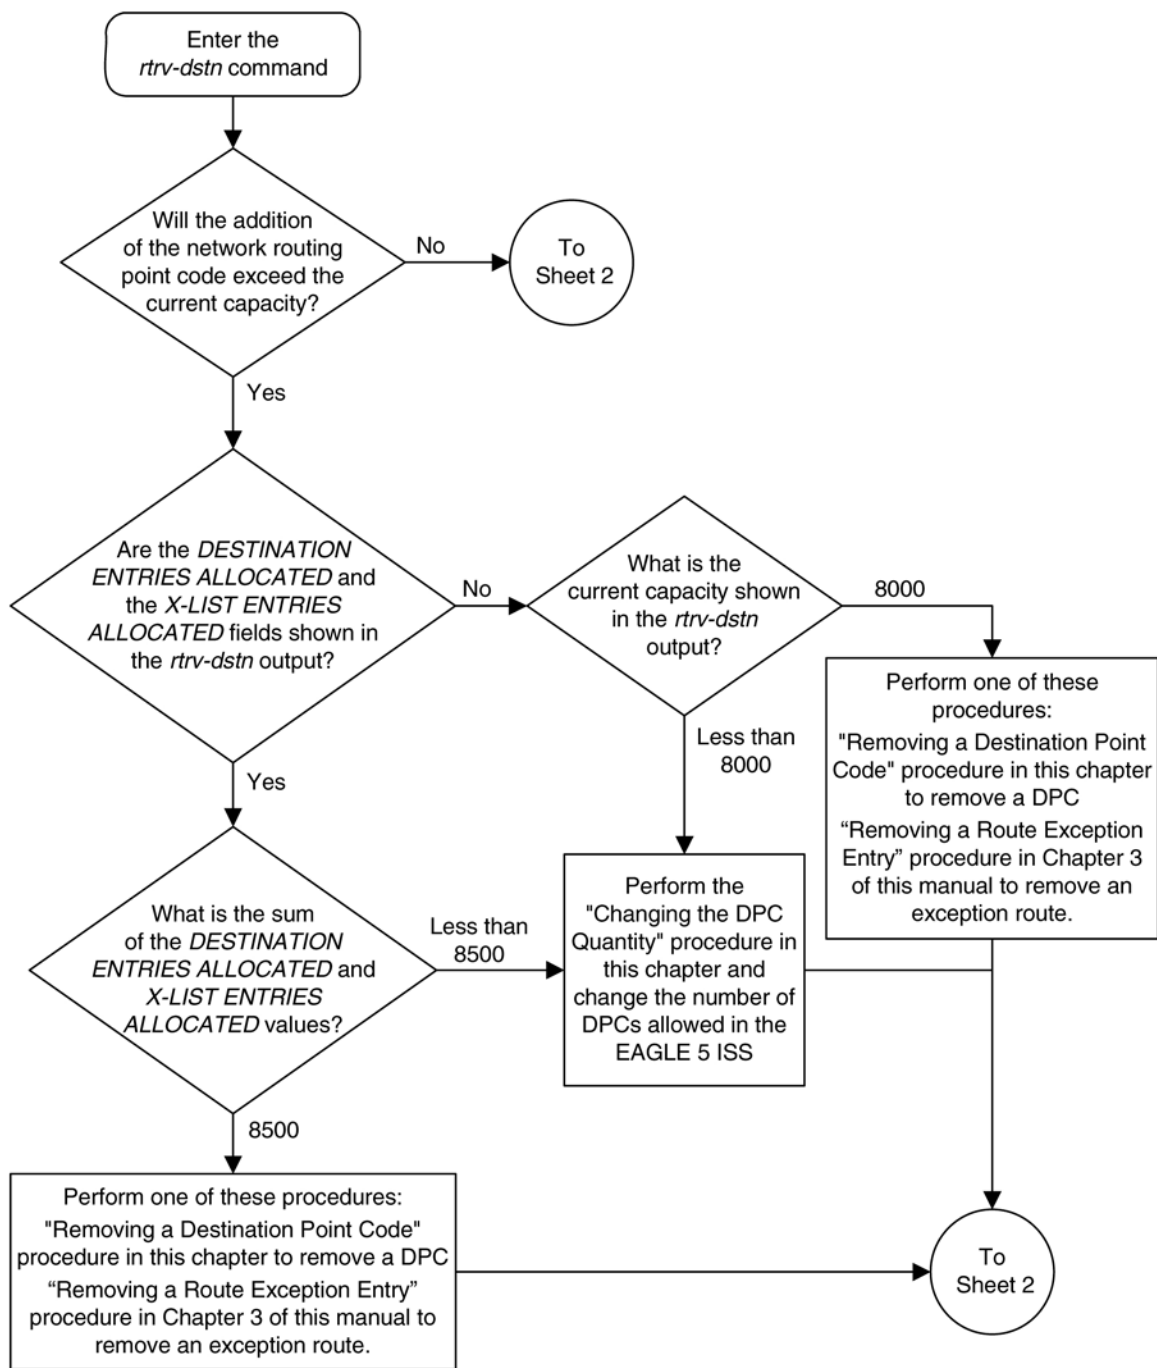 Enter the
rtrv-dstn command
Will the addition
of the network routing
point code exceed the
current capacity?
No
To
Sheet 2
Yes
Are the DESTINATION
ENTRIES ALLOCATED and
the X-LIST ENTRIES
ALLOCATED fields shown in
the rtrv-dstn output?
No
What is the
current capacity shown
in the rtrv-dstn
output?
8000
Perform one of these
procedures:
"Removing a Destination Point
Code" procedure in this chapter
to remove a DPC
“Removing a Route Exception
Entry” procedure in Chapter 3
of this manual to remove an
exception route.
Less than
8000
Yes
What is the sum
of the DESTINATION
ENTRIES ALLOCATED and
X-LIST ENTRIES
ALLOCATED values?
Less than
8500
Perform the
"Changing the DPC
Quantity" procedure in
this chapter and
change the number of
DPCs allowed in the
EAGLE 5 ISS
8500
Perform one of these procedures:
"Removing a Destination Point Code"
procedure in this chapter to remove a DPC
“Removing a Route Exception Entry“
procedure in Chapter 3 of this manual to
remove an exception route.
To
Sheet 2